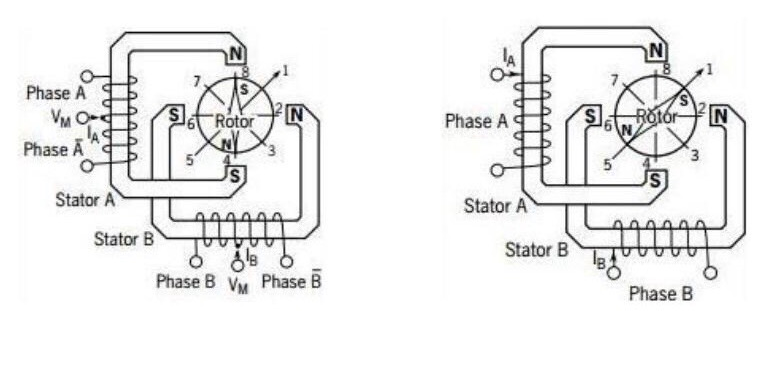 N
8
1
7
S
Phase A
VM
S
6
Rotor
2
N
IA
Phase A̅
N
5
4
3
S
Stator A
Stator B
IB
Phase B
VM
Phase B̅
IA
N
8
1
7
S
Phase A
S
6
Rotor
2
N
N
5
4
3
S
Stator A
Stator B
IB
Phase B